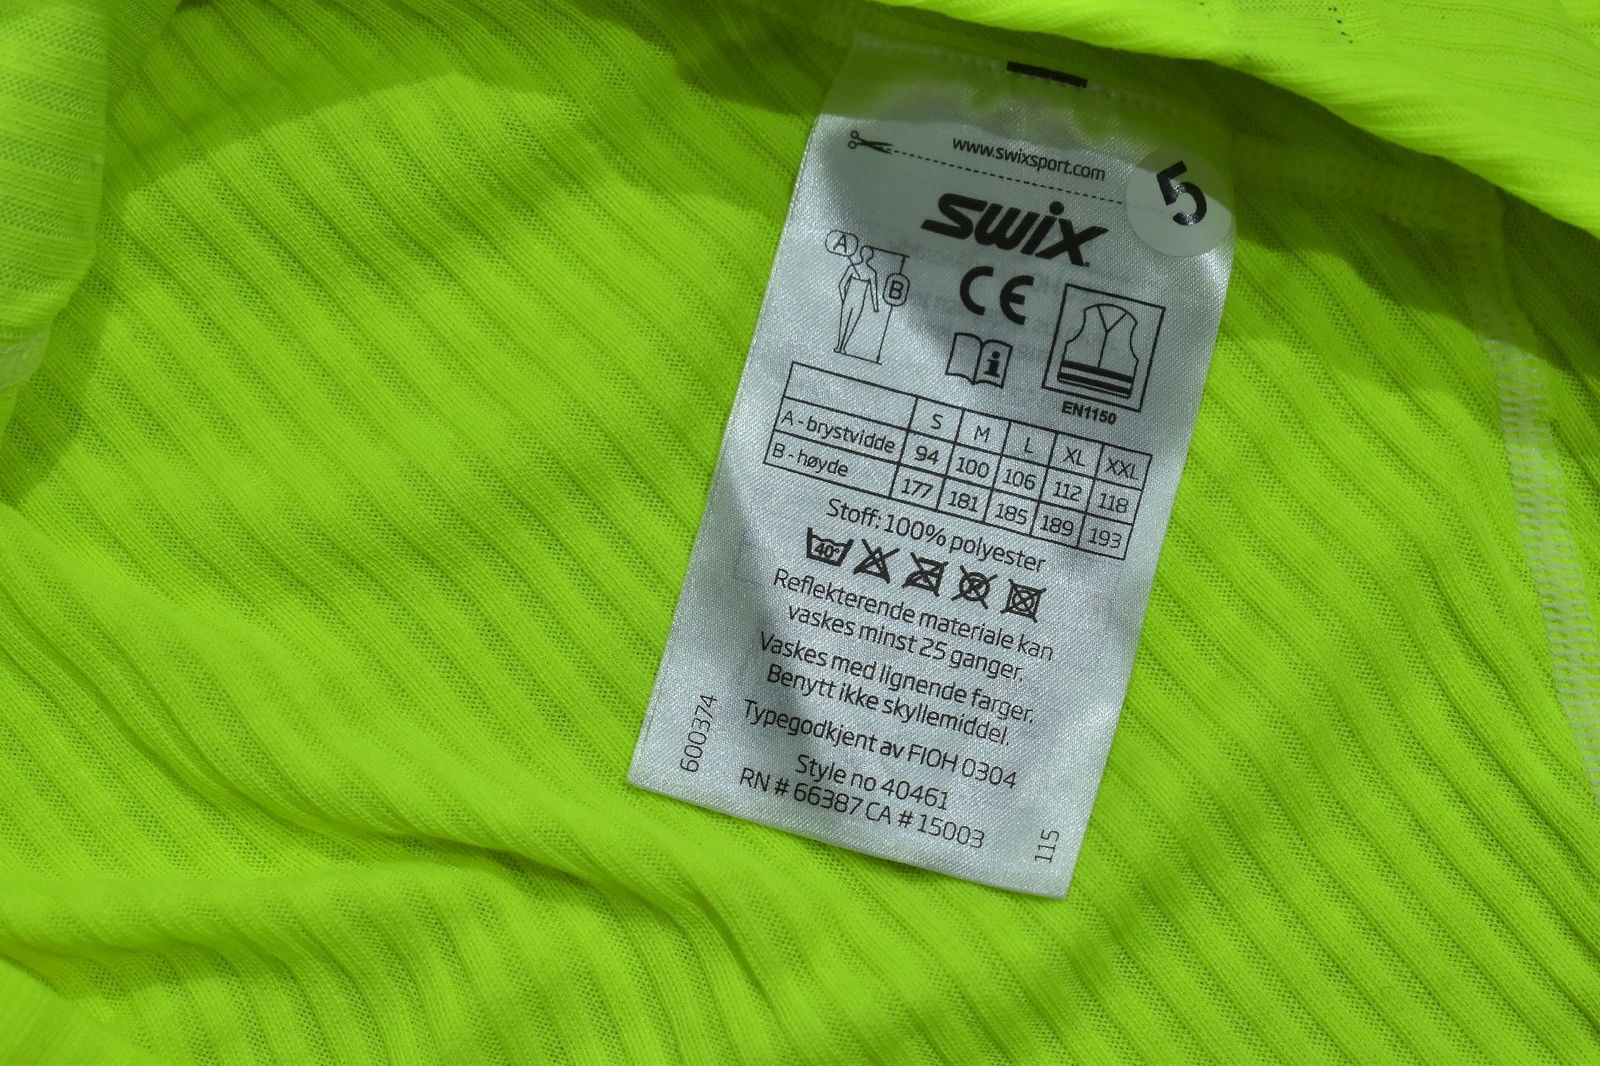 www.swixsport.com
5
swix
A
B
CE
i
EN1150
S M L XL XXL
A - brystvidde 94 100 106 112 118
B - høyde 177 181 185 189 193
Stoff: 100% polyester
40°
Reflekterende materiale kan
vaskes minst 25 ganger.
Vaskes med lignende farger.
Benytt ikke skyllemiddel.
Typegodkjent av FIOH 0304
Style no 40461
RN # 66387 CA # 15003
600374
115